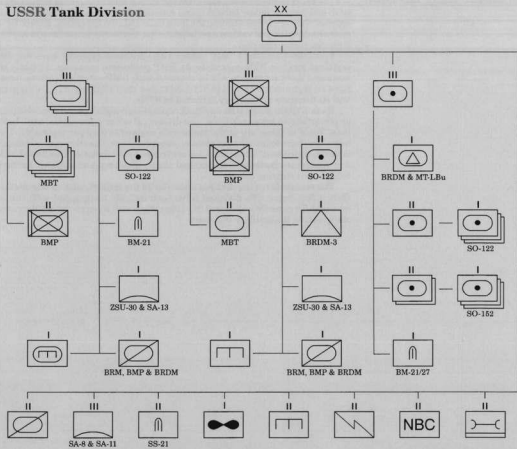 USSR Tank Division
XX
III
III
III
II
II
II
II
I
MBT
SO-122
BMP
SO-122
BRDM & MT-LBu
II
I
II
I
II
I
BMP
BM-21
MBT
BRDM-3
SO-122
I
I
II
I
ZSU-30 & SA-13
ZSU-30 & SA-13
SO-152
I
I
I
I
I
BRM, BMP & BRDM
BRM, BMP & BRDM
BM-21/27
II
III
II
I
II
II
II
II
NBC
SA-8 & SA-11
SS-21